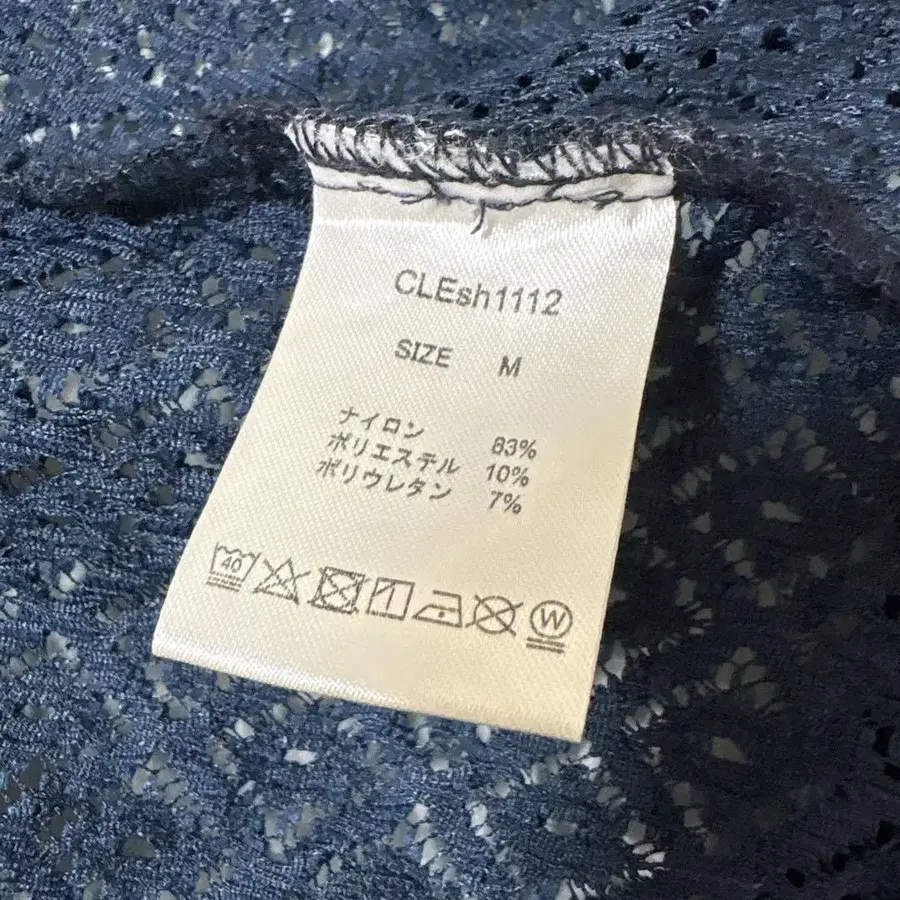 CLEsh1112
SIZE M
ナイロン 83%
ポリエステル 10%
ポリウレタン 7%
40 W